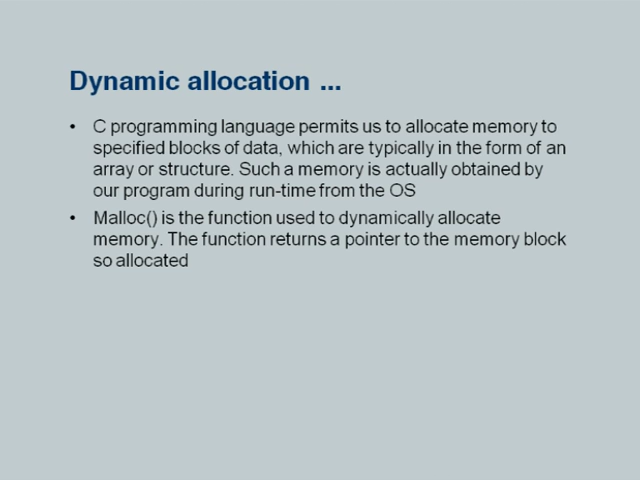 Dynamic allocation ...
• C programming language permits us to allocate memory to
specified blocks of data, which are typically in the form of an
array or structure. Such a memory is actually obtained by
our program during run-time from the OS
• Malloc() is the function used to dynamically allocate
memory. The function returns a pointer to the memory block
so allocated